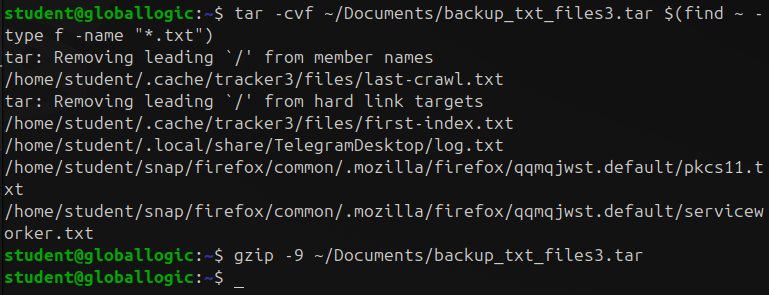 student@globallogic:~$ tar -cvf ~/Documents/backup_txt_files3.tar $(find ~ -
type f -name "*.txt")
tar: Removing leading `/' from member names
/home/student/.cache/tracker3/files/last-crawl.txt
tar: Removing leading `/' from hard link targets
/home/student/.cache/tracker3/files/first-index.txt
/home/student/.local/share/TelegramDesktop/log.txt
/home/student/snap/firefox/common/.mozilla/firefox/qqmqjwst.default/pkcs11.t
xt
/home/student/snap/firefox/common/.mozilla/firefox/qqmqjwst.default/servicew
orker.txt
student@globallogic:~$ gzip -9 ~/Documents/backup_txt_files3.tar
student@globallogic:~$ _